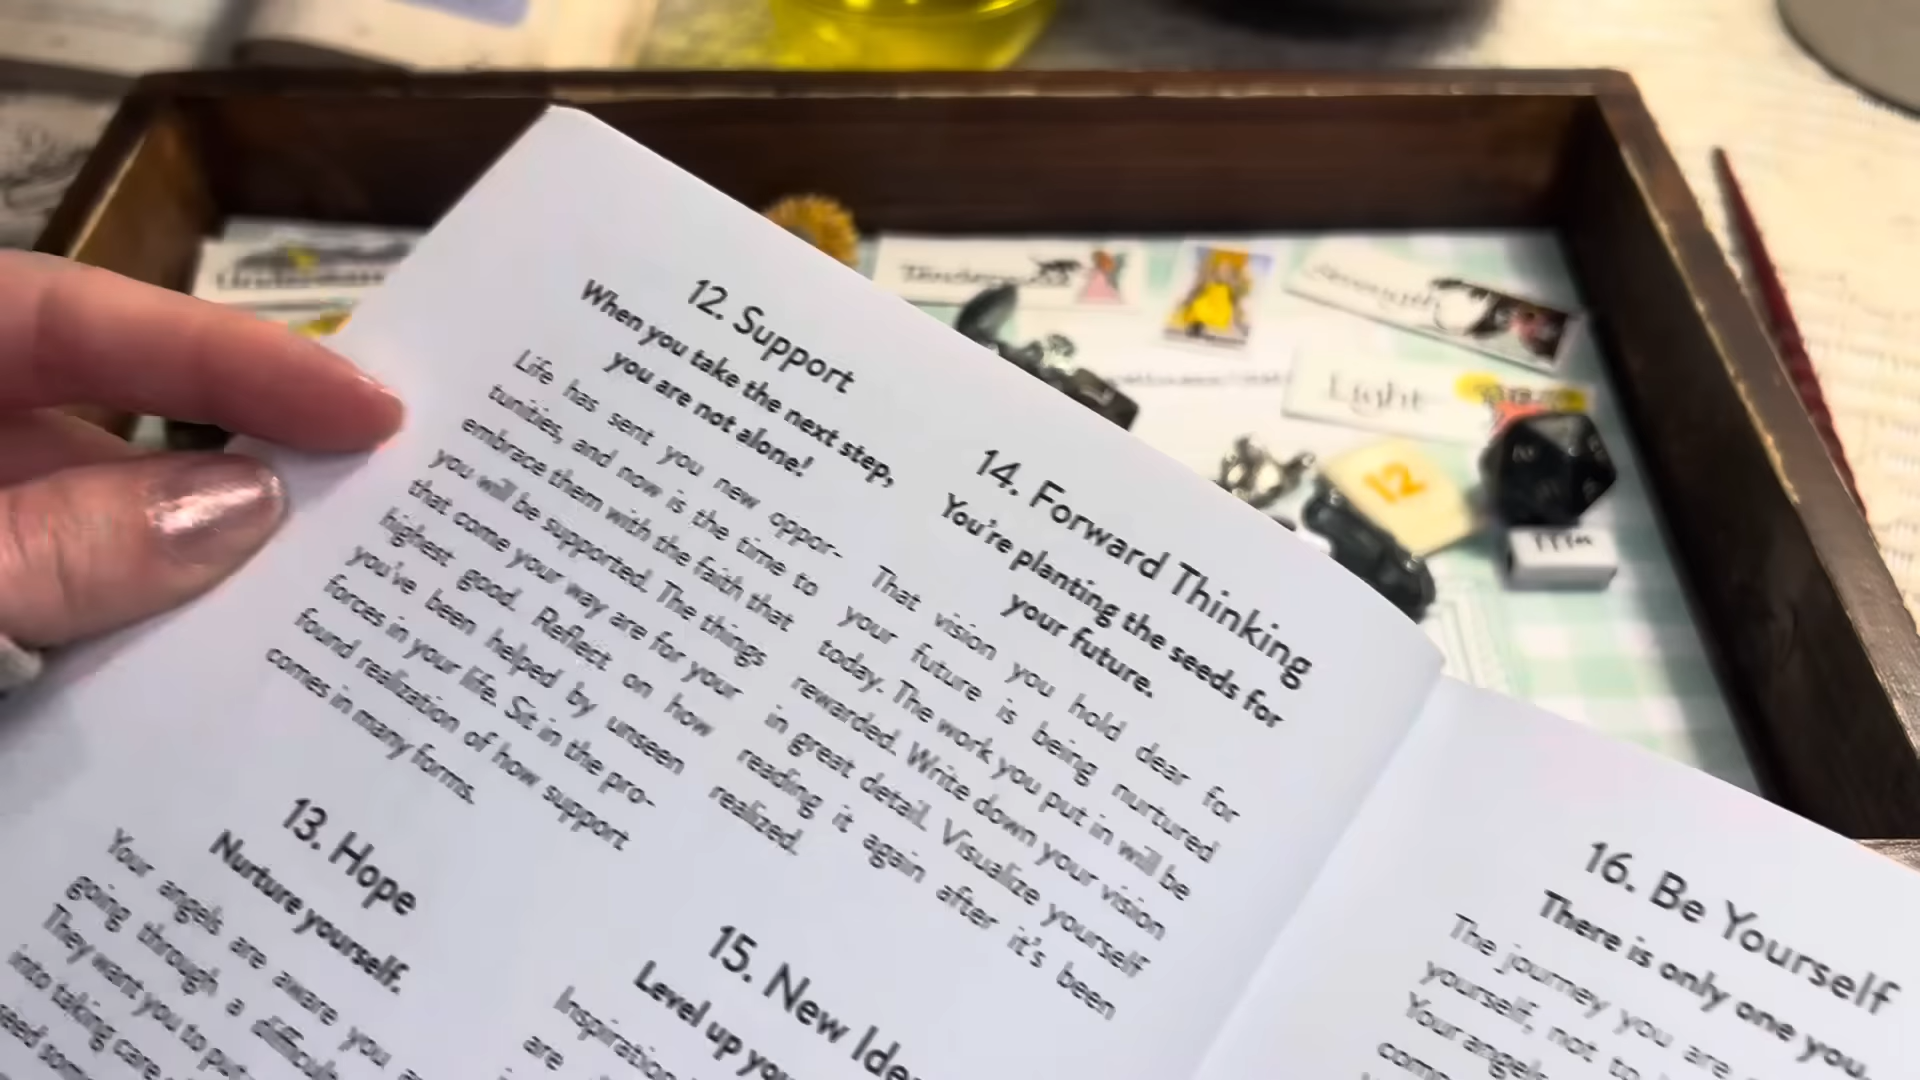 12. Support
When you take the next step,
you are not alone!
Life has sent you new oppor-
tunities, and now is the time to
embrace them with the faith that
you will be supported. The things
that come your way are for your
highest good. Reflect on how
you've been helped by unseen
forces in your life. Sit in the pro-
found realization of how support
comes in many forms.
13. Hope
Nurture yourself.
Your angels are aware you
going through a difficult
They want you to
into taking care
14. Forward Thinking
You're planting the seeds for
your future.
That vision you hold dear for
your future is being nurtured
today. The work you put in will be
rewarded. Write down your vision
in great detail. Visualize yourself
reading it again after it's been
realized.
15. New
Level up
Inspiration
are
16. Be Yourself
There is only one you.
The journey you are
yourself, not
Your angels
Light
12